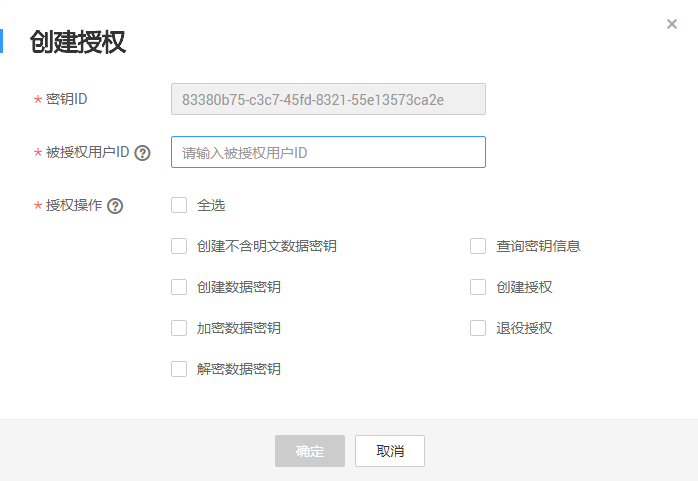 创建授权
×
* 密钥ID
83380b75-c3c7-45fd-8321-55e13573ca2e
* 被授权用户ID ?
请输入被授权用户ID
* 授权操作 ?
全选
创建不含明文数据密钥 查询密钥信息
创建数据密钥 创建授权
加密数据密钥 退役授权
解密数据密钥
确定 取消